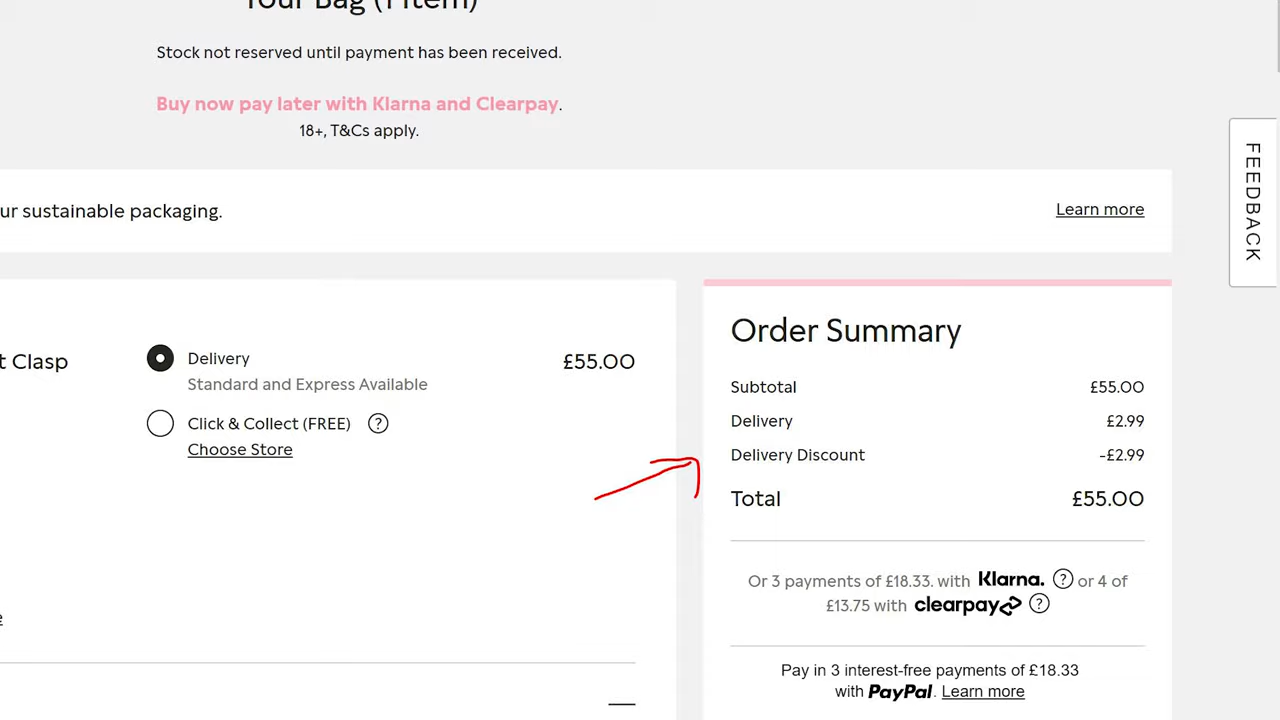 Your Bag (1 item)
Stock not reserved until payment has been received.
Buy now pay later with Klarna and Clearpay.
18+, T&Cs apply.
FEEDBACK
ur sustainable packaging.
Learn more
t Clasp
Delivery
Standard and Express Available
£55.00
Click & Collect (FREE) ?
Choose Store
Order Summary
Subtotal £55.00
Delivery £2.99
Delivery Discount -£2.99
Total £55.00
Or 3 payments of £18.33. with Klarna. ? or 4 of
£13.75 with clearpay ?
Pay in 3 interest-free payments of £18.33
with PayPal. Learn more